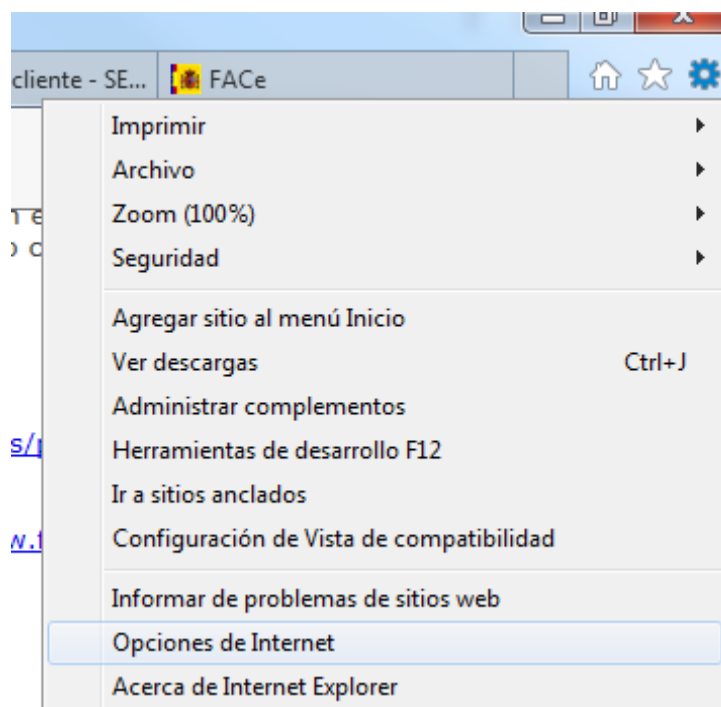 cliente - SE... FACe
Imprimir
Archivo
Zoom (100%)
Seguridad
Agregar sitio al menú Inicio
Ver descargas Ctrl+J
Administrar complementos
Herramientas de desarrollo F12
Ir a sitios anclados
Configuración de Vista de compatibilidad
Informar de problemas de sitios web
Opciones de Internet
Acerca de Internet Explorer